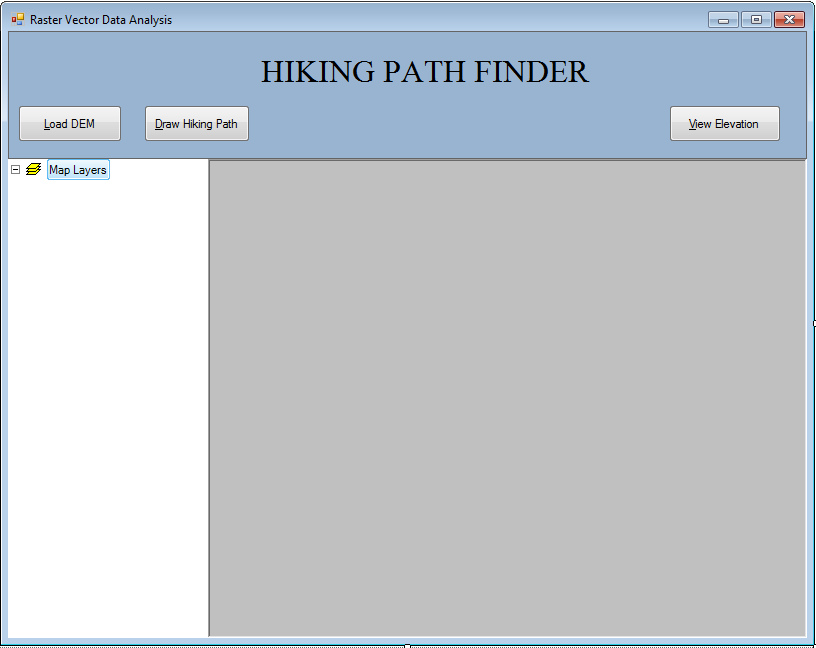 Raster Vector Data Analysis
HIKING PATH FINDER
Load DEM Draw Hiking Path View Elevation
Map Layers